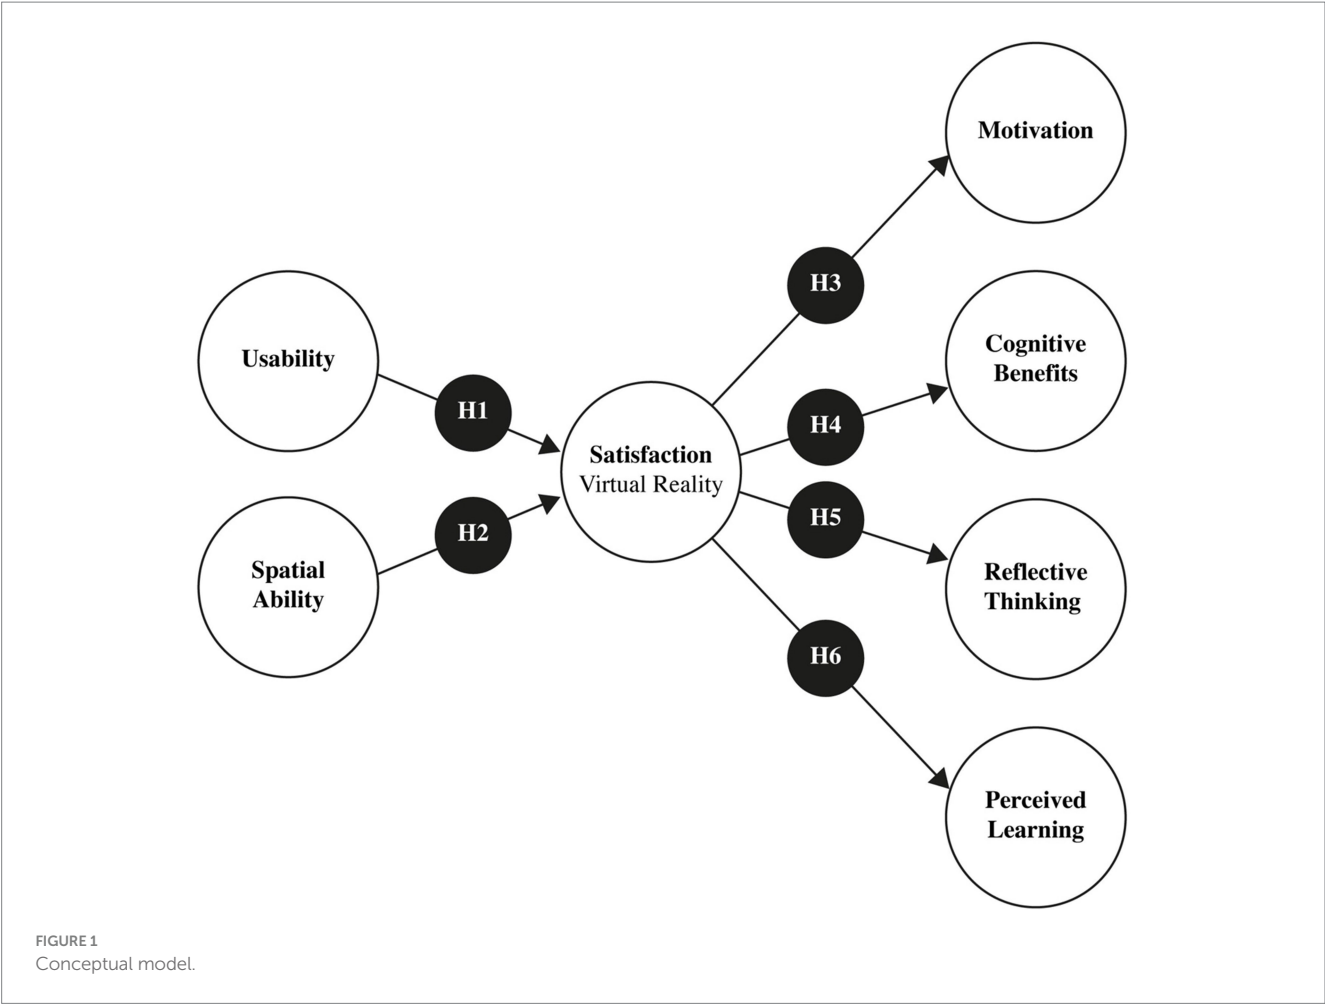 Motivation
H3
Usability
Cognitive
Benefits
H1
H4
Satisfaction
Virtual Reality
H2
H5
Spatial
Ability
Reflective
Thinking
H6
Perceived
Learning
FIGURE 1
Conceptual model.